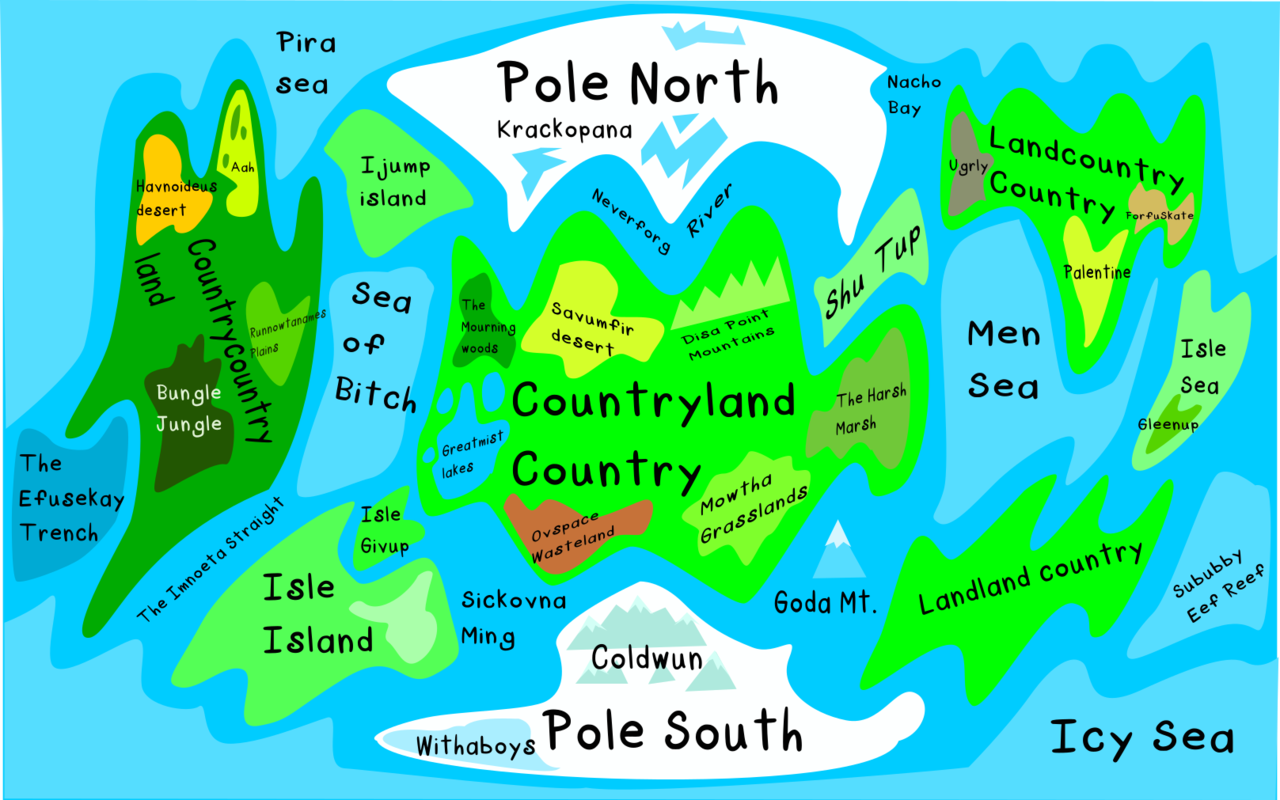 Pira
sea
Pole North
Krackopana
Nacho
Bay
Landcountry
Country
Ugrly
ForfuSkate
Palentine
Aah
Havnoideus
desert
Ijump
island
Neverforg River
Shu Tup
Countrycountry
land
Runnowtanames
Plains
Bungle
Jungle
Sea
of
Bitch
The
Mourning
woods
Savumfir
desert
Disa Point
Mountains
Men
Sea
Isle
Sea
Gleenup
Countryland
Country
The Harsh
Marsh
Greatmist
lakes
The
Efusekay
Trench
Mowtha
Grasslands
Ovspace
Wasteland
Isle
Givup
The Imnoeta Straight
Isle
Island
Sickovna
Ming
Goda Mt.
Landland country
Sububby
Eef Reef
Coldwun
Pole South
Withaboys
Icy Sea